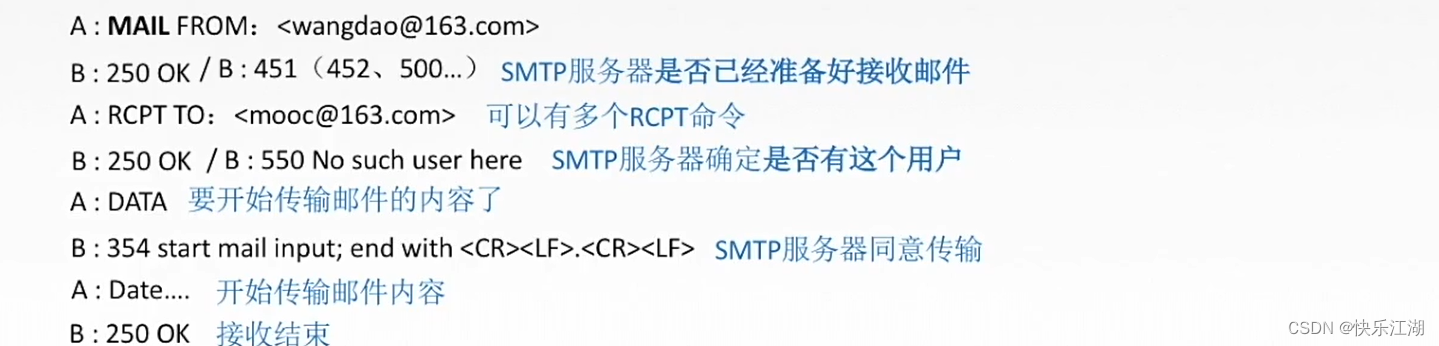 A : MAIL FROM：<wangdao@163.com>
B : 250 OK / B : 451（452、500...） SMTP服务器是否已经准备好接收邮件
A : RCPT TO：<mooc@163.com> 可以有多个RCPT命令
B : 250 OK / B : 550 No such user here SMTP服务器确定是否有这个用户
A : DATA 要开始传输邮件的内容了
B : 354 start mail input; end with <CR><LF>.<CR><LF> SMTP服务器同意传输
A : Date.... 开始传输邮件内容
B : 250 OK 接收结束
CSDN @快乐江湖